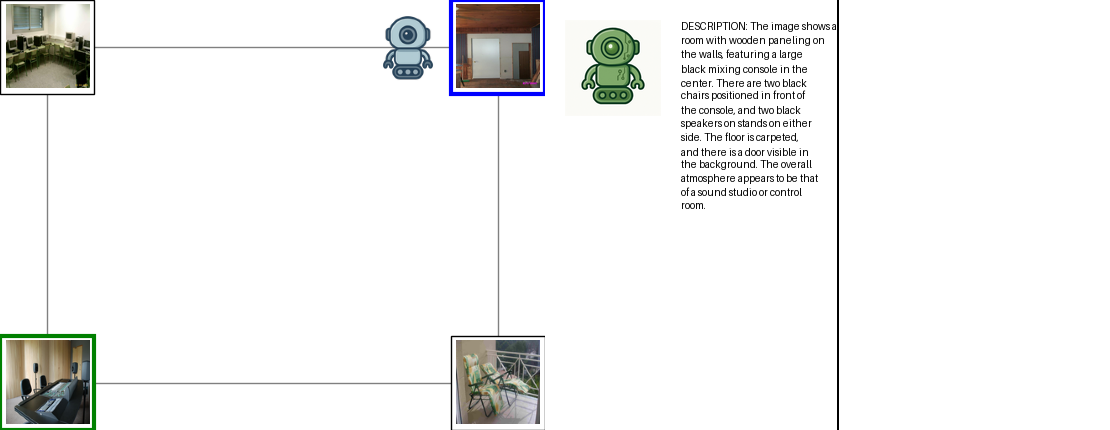 DESCRIPTION: The image shows a
room with wooden paneling on
the walls, featuring a large
black mixing console in the
center. There are two black
chairs positioned in front of
the console, and two black
speakers on stands on either
side. The floor is carpeted,
and there is a door visible in
the background. The overall
atmosphere appears to be that
of a sound studio or control
room.